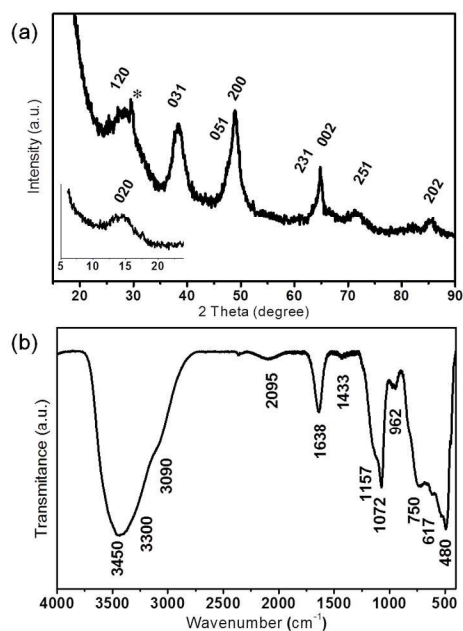 (a)
Intensity (a.u.)
120
*
031
051
200
231
002
251
202
020
5 10 15 20
20 30 40 50 60 70 80 90
2 Theta (degree)
(b)
Transmitance (a.u.)
3450
3300
3090
2095
1638
1433
1157
1072
962
750
617
480
4000 3500 3000 2500 2000 1500 1000 500
Wavenumber (cm⁻¹)